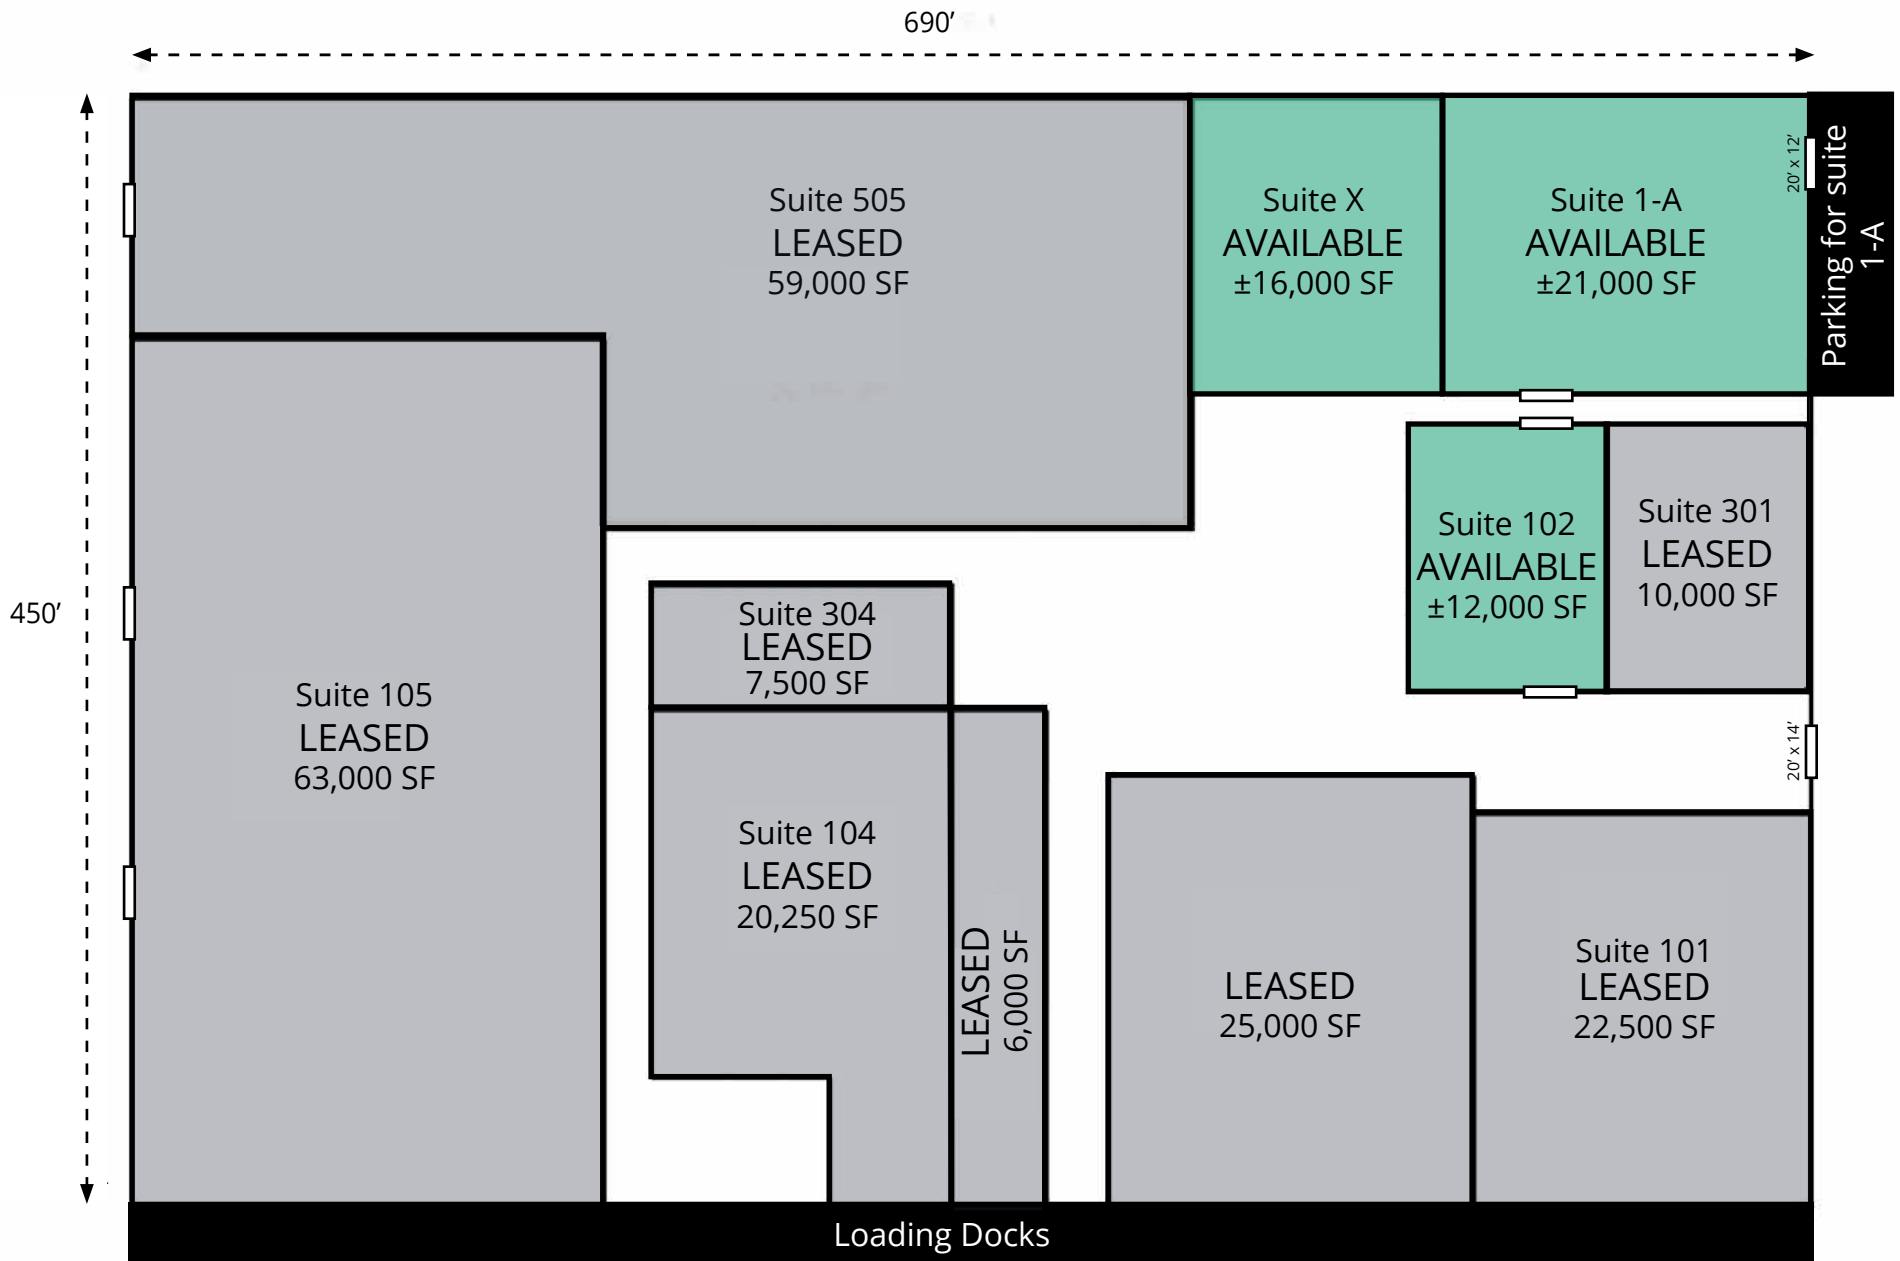 690’
450’
Suite 505
LEASED
59,000 SF
Suite X
AVAILABLE
±16,000 SF
Suite 1-A
AVAILABLE
±21,000 SF
20’ x 12’
Parking for suite
1-A
Suite 102
AVAILABLE
±12,000 SF
Suite 301
LEASED
10,000 SF
Suite 304
LEASED
7,500 SF
Suite 105
LEASED
63,000 SF
20’ x 14’
Suite 104
LEASED
20,250 SF
LEASED
6,000 SF
LEASED
25,000 SF
Suite 101
LEASED
22,500 SF
Loading Docks